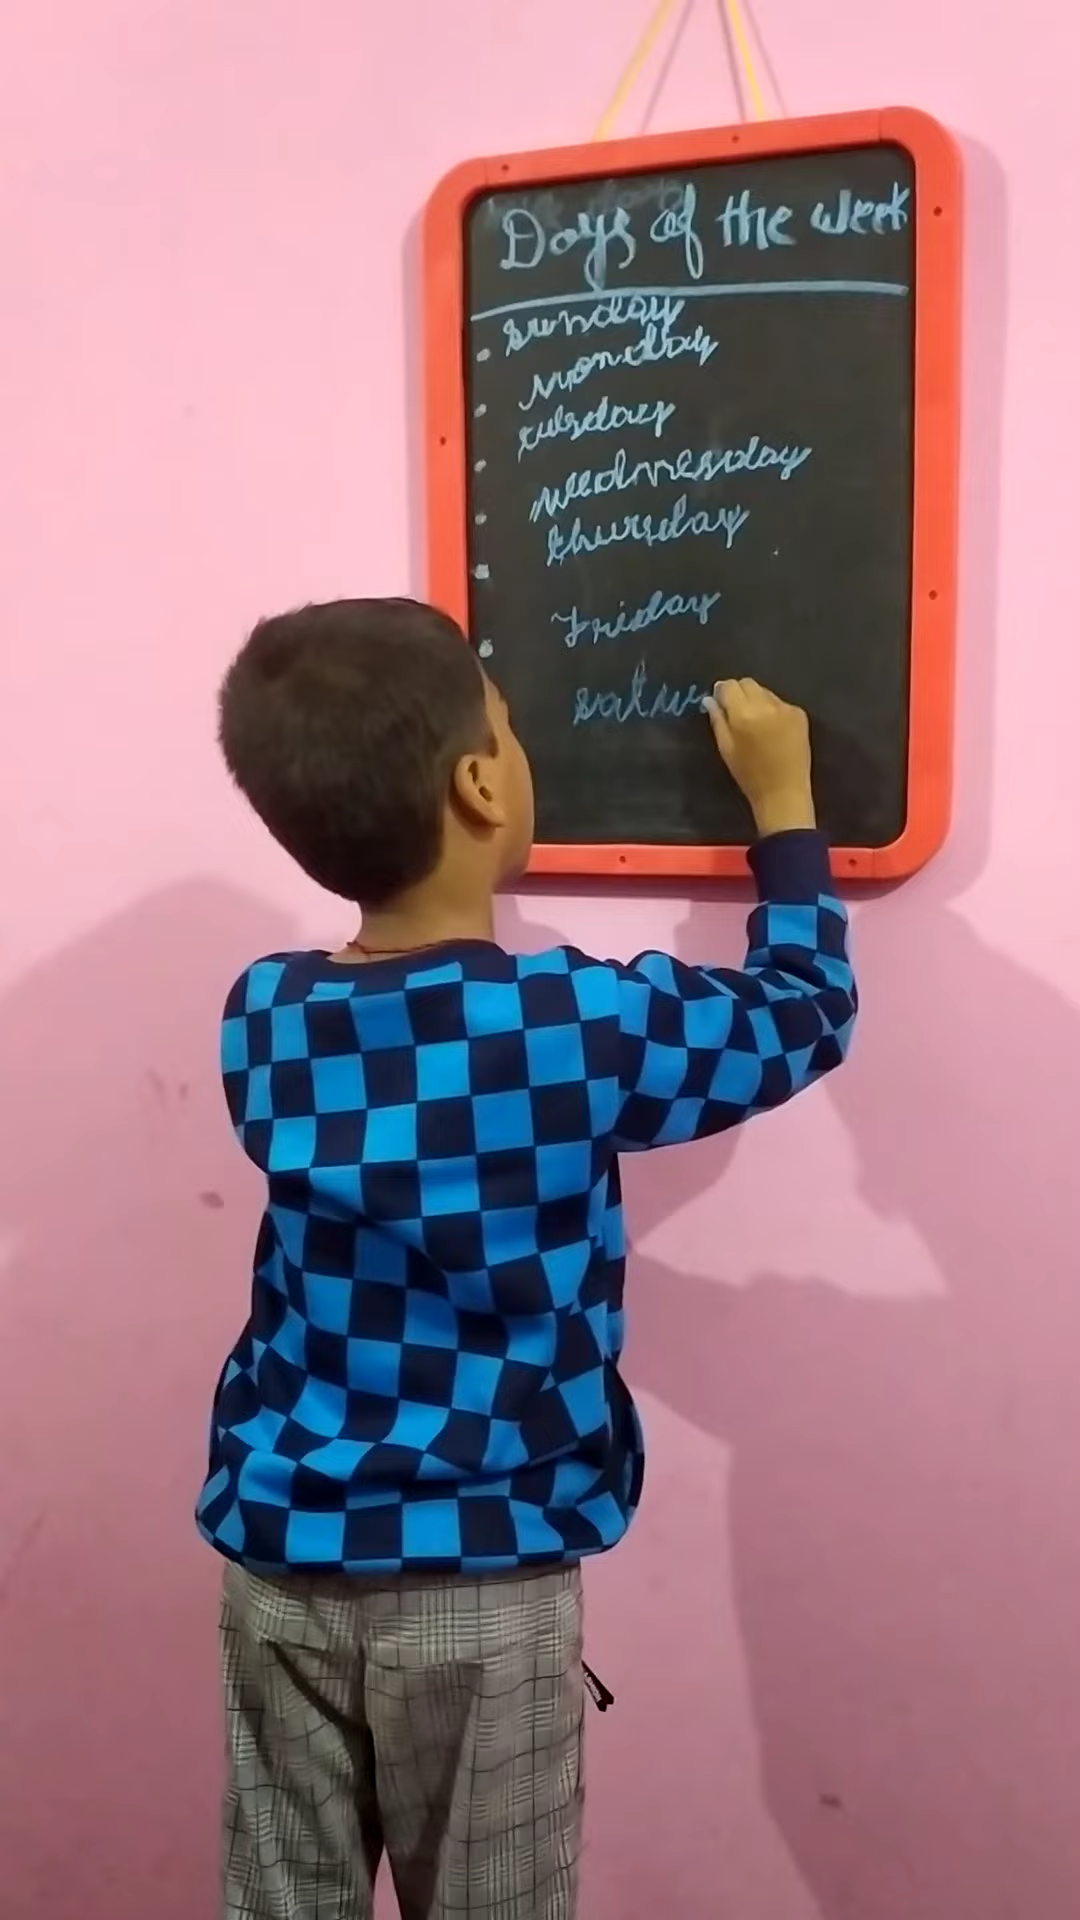 Days of the week
sunday
monday
tuesday
wednesday
thursday
Friday
satur